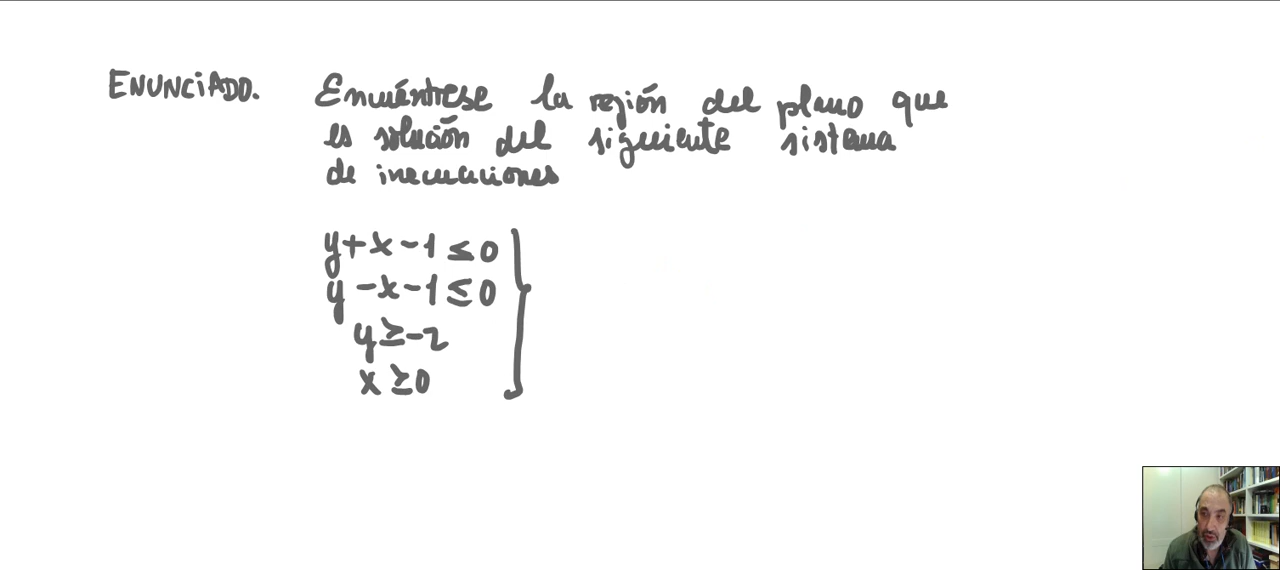 ENUNCIADO. Encuéntrese la región del plano que
es solución del siguiente sistema
de inecuaciones
y+x-1≤0
y-x-1≤0
y≥-2
x≥0